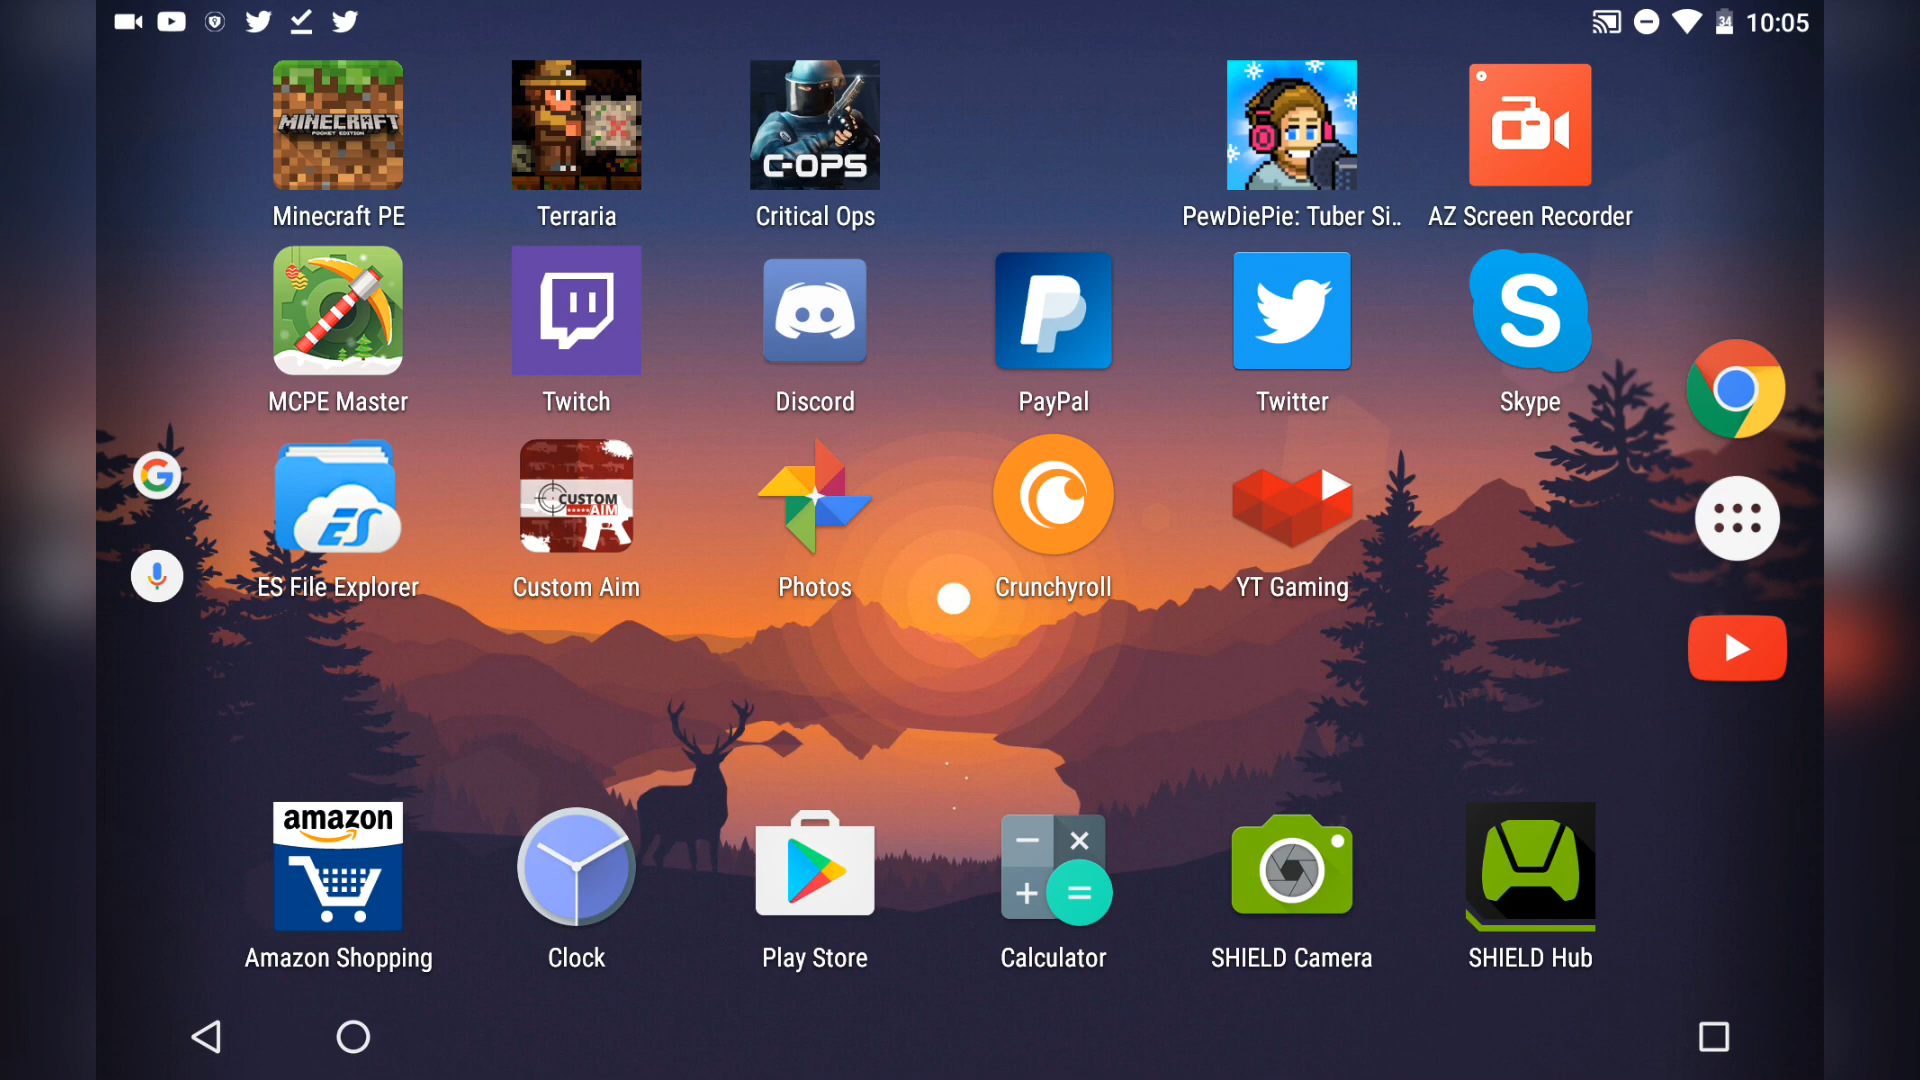 34 10:05
MINECRAFT
POCKET EDITION
C-OPS
Minecraft PE Terraria Critical Ops PewDiePie: Tuber Si.. AZ Screen Recorder
S
MCPE Master Twitch Discord PayPal Twitter Skype
G
ES
CUSTOM
AIM
ES File Explorer Custom Aim Photos Crunchyroll YT Gaming
amazon
Amazon Shopping Clock Play Store Calculator SHIELD Camera SHIELD Hub